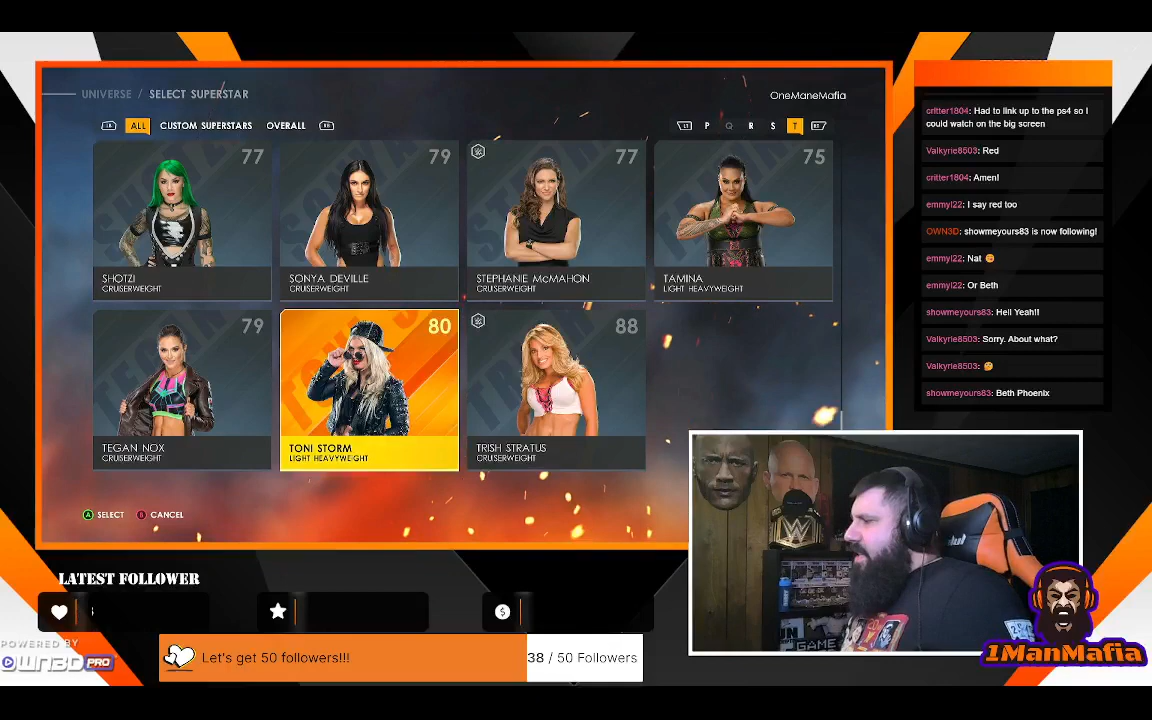 UNIVERSE / SELECT SUPERSTAR
OneManeMafia
LB ALL CUSTOM SUPERSTARS OVERALL RB
LT P Q R S T RT
77
SHOTZI
CRUISERWEIGHT
79
SONYA DEVILLE
CRUISERWEIGHT
77
STEPHANIE McMAHON
CRUISERWEIGHT
75
TAMINA
LIGHT HEAVYWEIGHT
79
TEGAN NOX
CRUISERWEIGHT
80
TONI STORM
LIGHT HEAVYWEIGHT
88
TRISH STRATUS
CRUISERWEIGHT
A SELECT B CANCEL
critter1804: Had to link up to the ps4 so I
could watch on the big screen
Valkyrie8503: Red
critter1804: Amen!
emmyl22: I say red too
OWN3D: showmeyours83 is now following!
emmyl22: Nat
emmyl22: Or Beth
showmeyours83: Hell Yeah!!
Valkyrie8503: Sorry. About what?
Valkyrie8503:
showmeyours83: Beth Phoenix
LATEST FOLLOWER
POWERED BY
OWN3D PRO
Let's get 50 followers!!!
38 / 50 Followers
GAME
1ManMafia